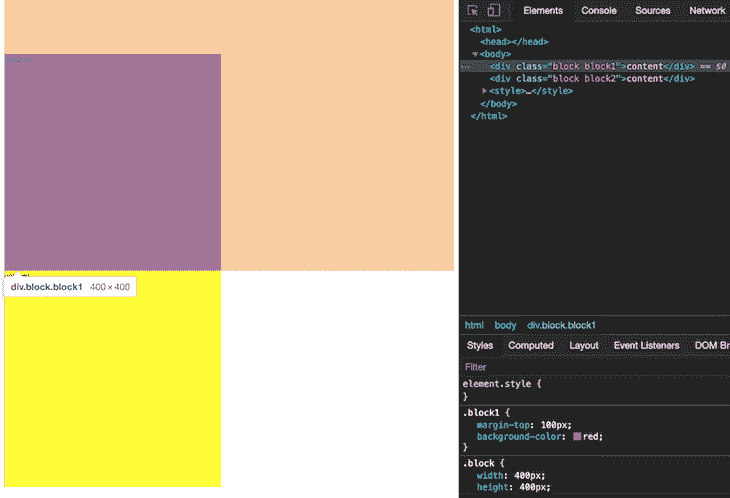 Elements Console Sources Network
<html>
<head></head>
<body>
<div class="block block1">content</div> == $0
<div class="block block2">content</div>
<style>…</style>
</body>
</html>
div.block.block1 400 × 400
html body div.block.block1
Styles Computed Layout Event Listeners DOM Br
Filter
element.style {
}
.block1 {
margin-top: 100px;
background-color: red;
}
.block {
width: 400px;
height: 400px;